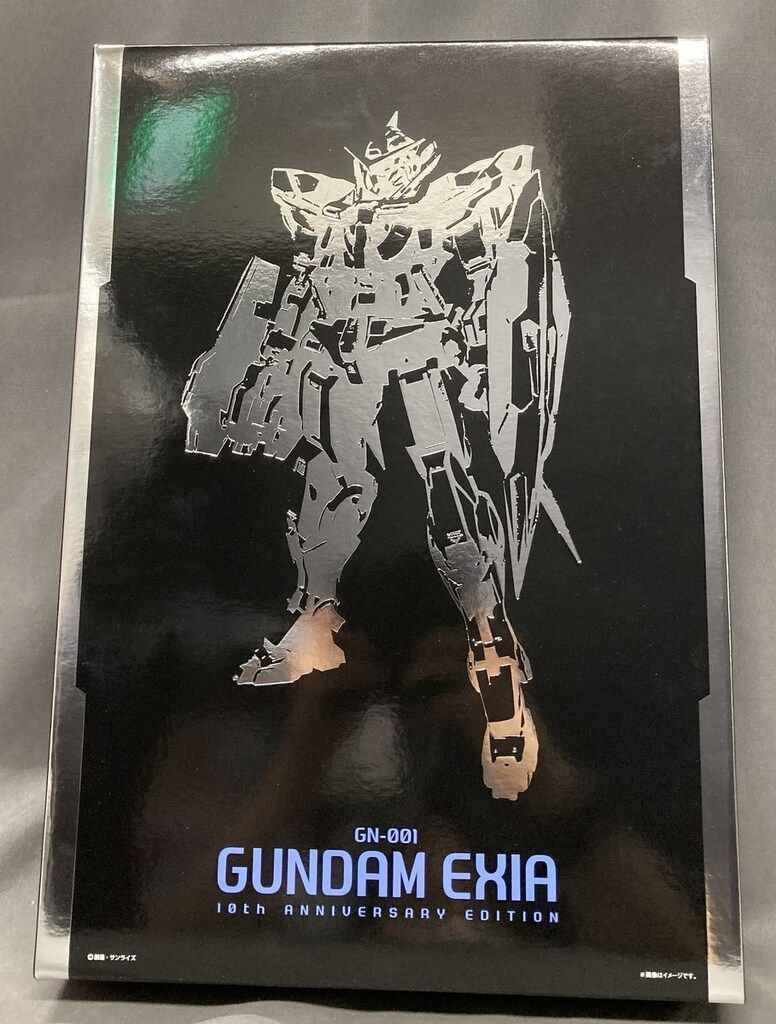 GN-001
GUNDAM EXIA
10th ANNIVERSARY EDITION
©創通・サンライズ
※画像はイメージです。